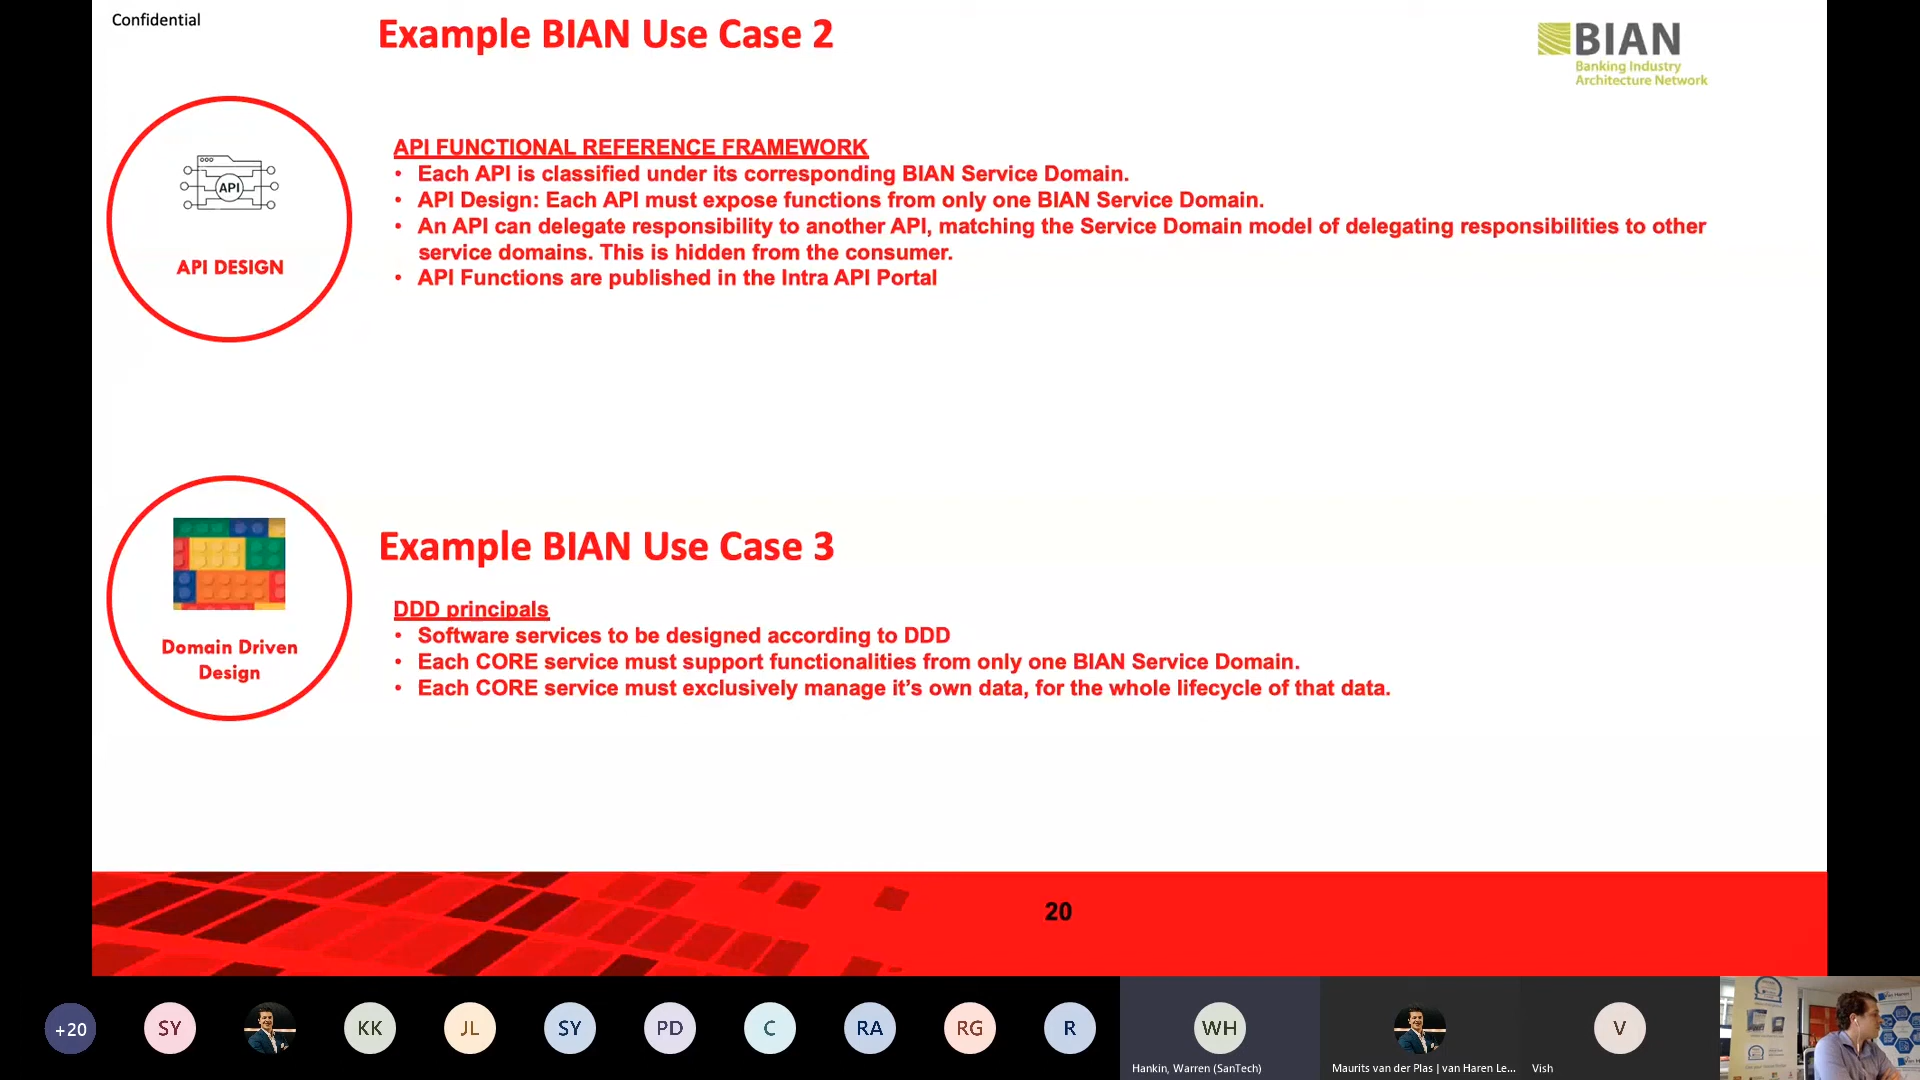 Confidential
Example BIAN Use Case 2
BIAN
Banking Industry
Architecture Network
API
API DESIGN
API FUNCTIONAL REFERENCE FRAMEWORK
• Each API is classified under its corresponding BIAN Service Domain.
• API Design: Each API must expose functions from only one BIAN Service Domain.
• An API can delegate responsibility to another API, matching the Service Domain model of delegating responsibilities to other
service domains. This is hidden from the consumer.
• API Functions are published in the Intra API Portal
Domain Driven
Design
Example BIAN Use Case 3
DDD principals
• Software services to be designed according to DDD
• Each CORE service must support functionalities from only one BIAN Service Domain.
• Each CORE service must exclusively manage it’s own data, for the whole lifecycle of that data.
20
+20
SY
KK
JL
SY
PD
C
RA
RG
R
WH
Hankin, Warren (SanTech)
Maurits van der Plas | van Haren Le...
V
Vish